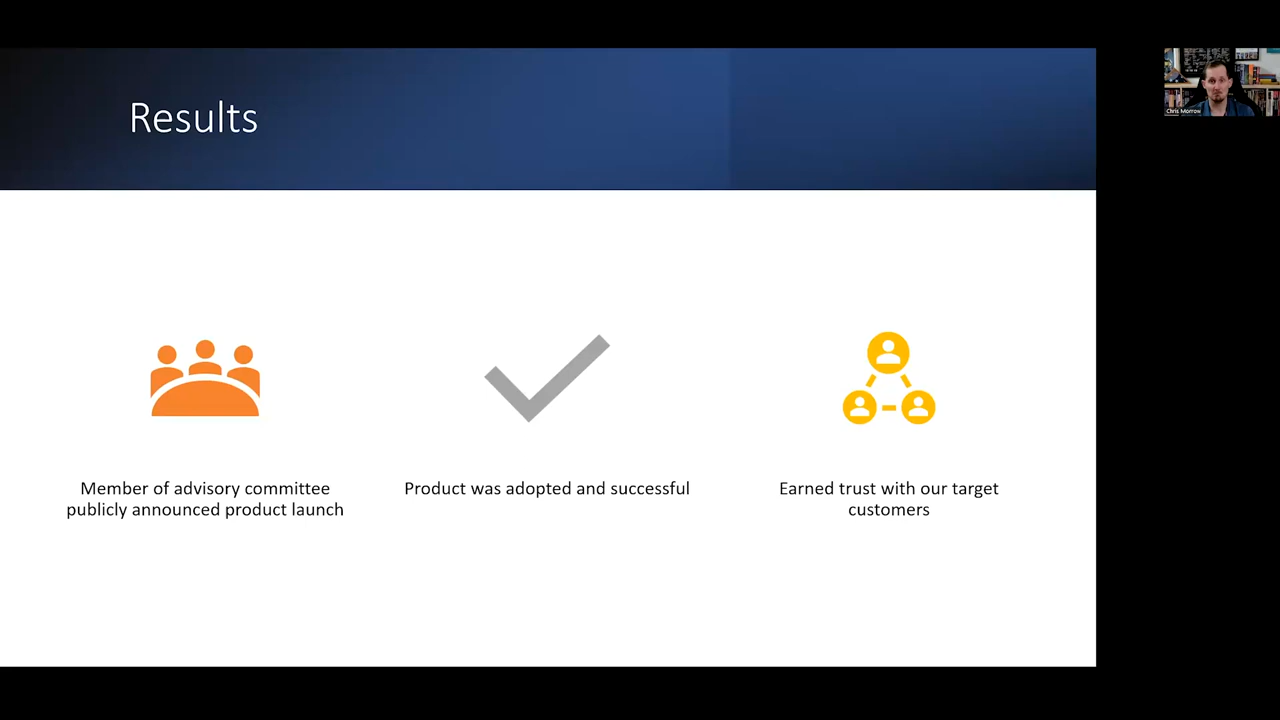 Results
Chris Morrow
Member of advisory committee
publicly announced product launch
Product was adopted and successful
Earned trust with our target
customers